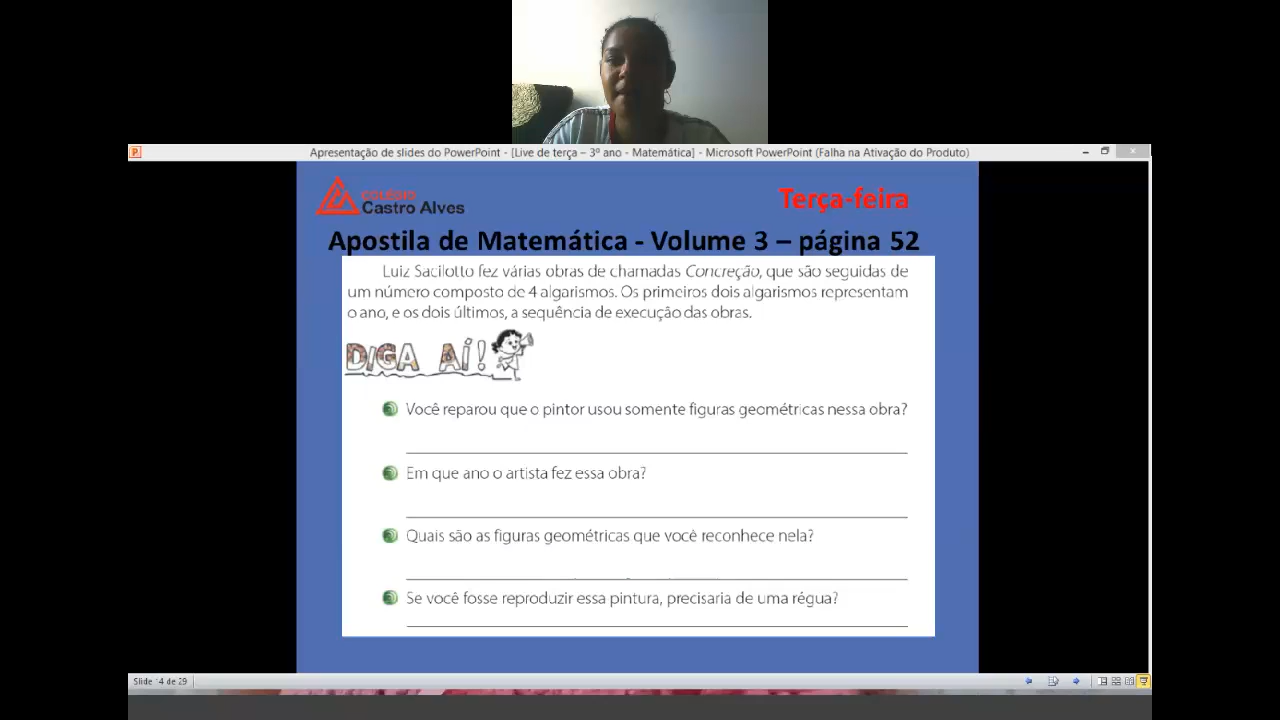 Apresentação de slides do PowerPoint - [Live de terça – 3º ano - Matemática] - Microsoft PowerPoint (Falha na Ativação do Produto)
COLÉGIO
Castro Alves
Terça-feira
Apostila de Matemática - Volume 3 – página 52
Luiz Sacilotto fez várias obras de chamadas Concreção, que são seguidas de
um número composto de 4 algarismos. Os primeiros dois algarismos representam
o ano, e os dois últimos, a sequência de execução das obras.
DIGA AÍ!
Você reparou que o pintor usou somente figuras geométricas nessa obra?
Em que ano o artista fez essa obra?
Quais são as figuras geométricas que você reconhece nela?
Se você fosse reproduzir essa pintura, precisaria de uma régua?
Slide 14 de 29